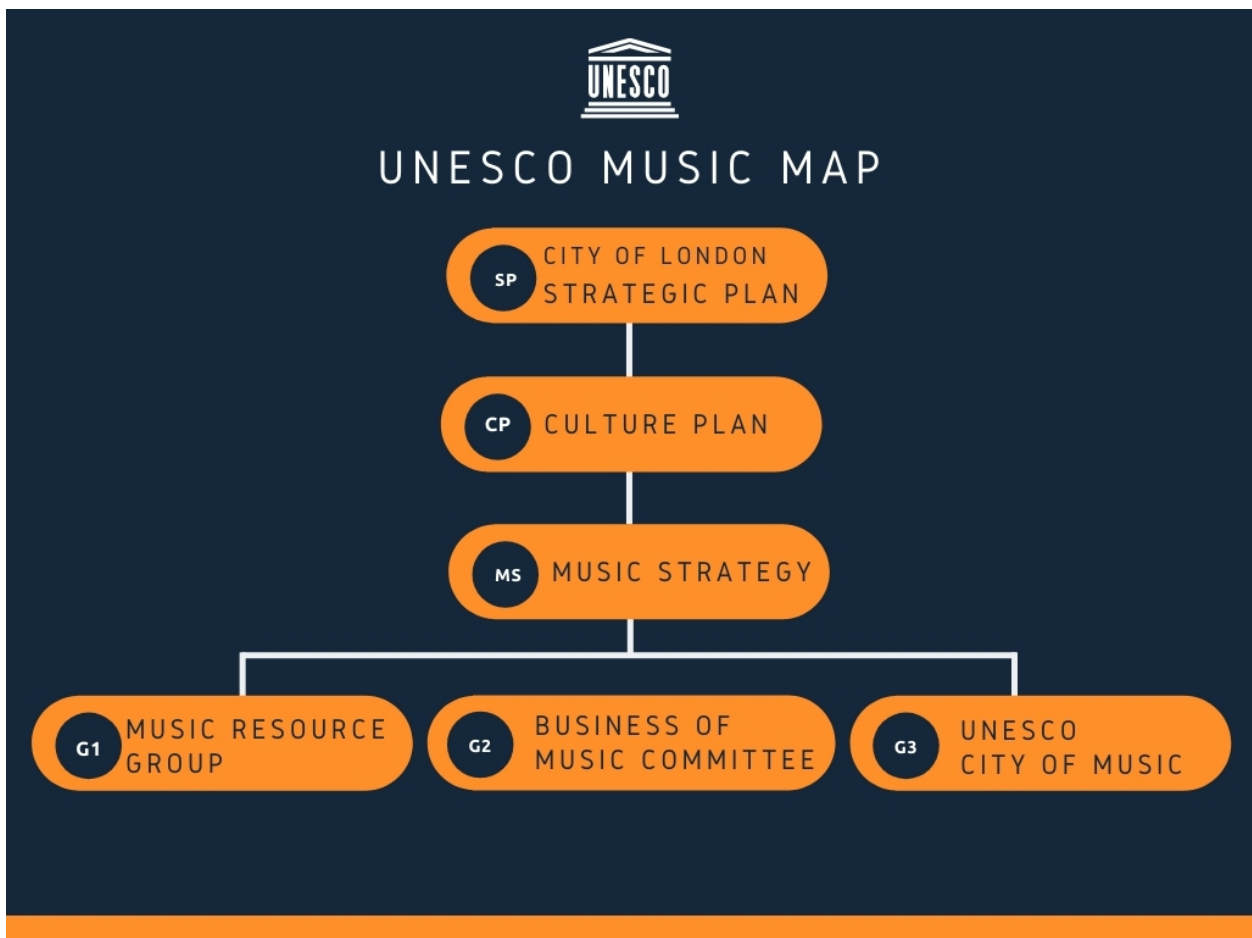 UNESCO
UNESCO MUSIC MAP
SP
CITY OF LONDON
STRATEGIC PLAN
CP
CULTURE PLAN
MS
MUSIC STRATEGY
G1
MUSIC RESOURCE
GROUP
G2
BUSINESS OF
MUSIC COMMITTEE
G3
UNESCO
CITY OF MUSIC